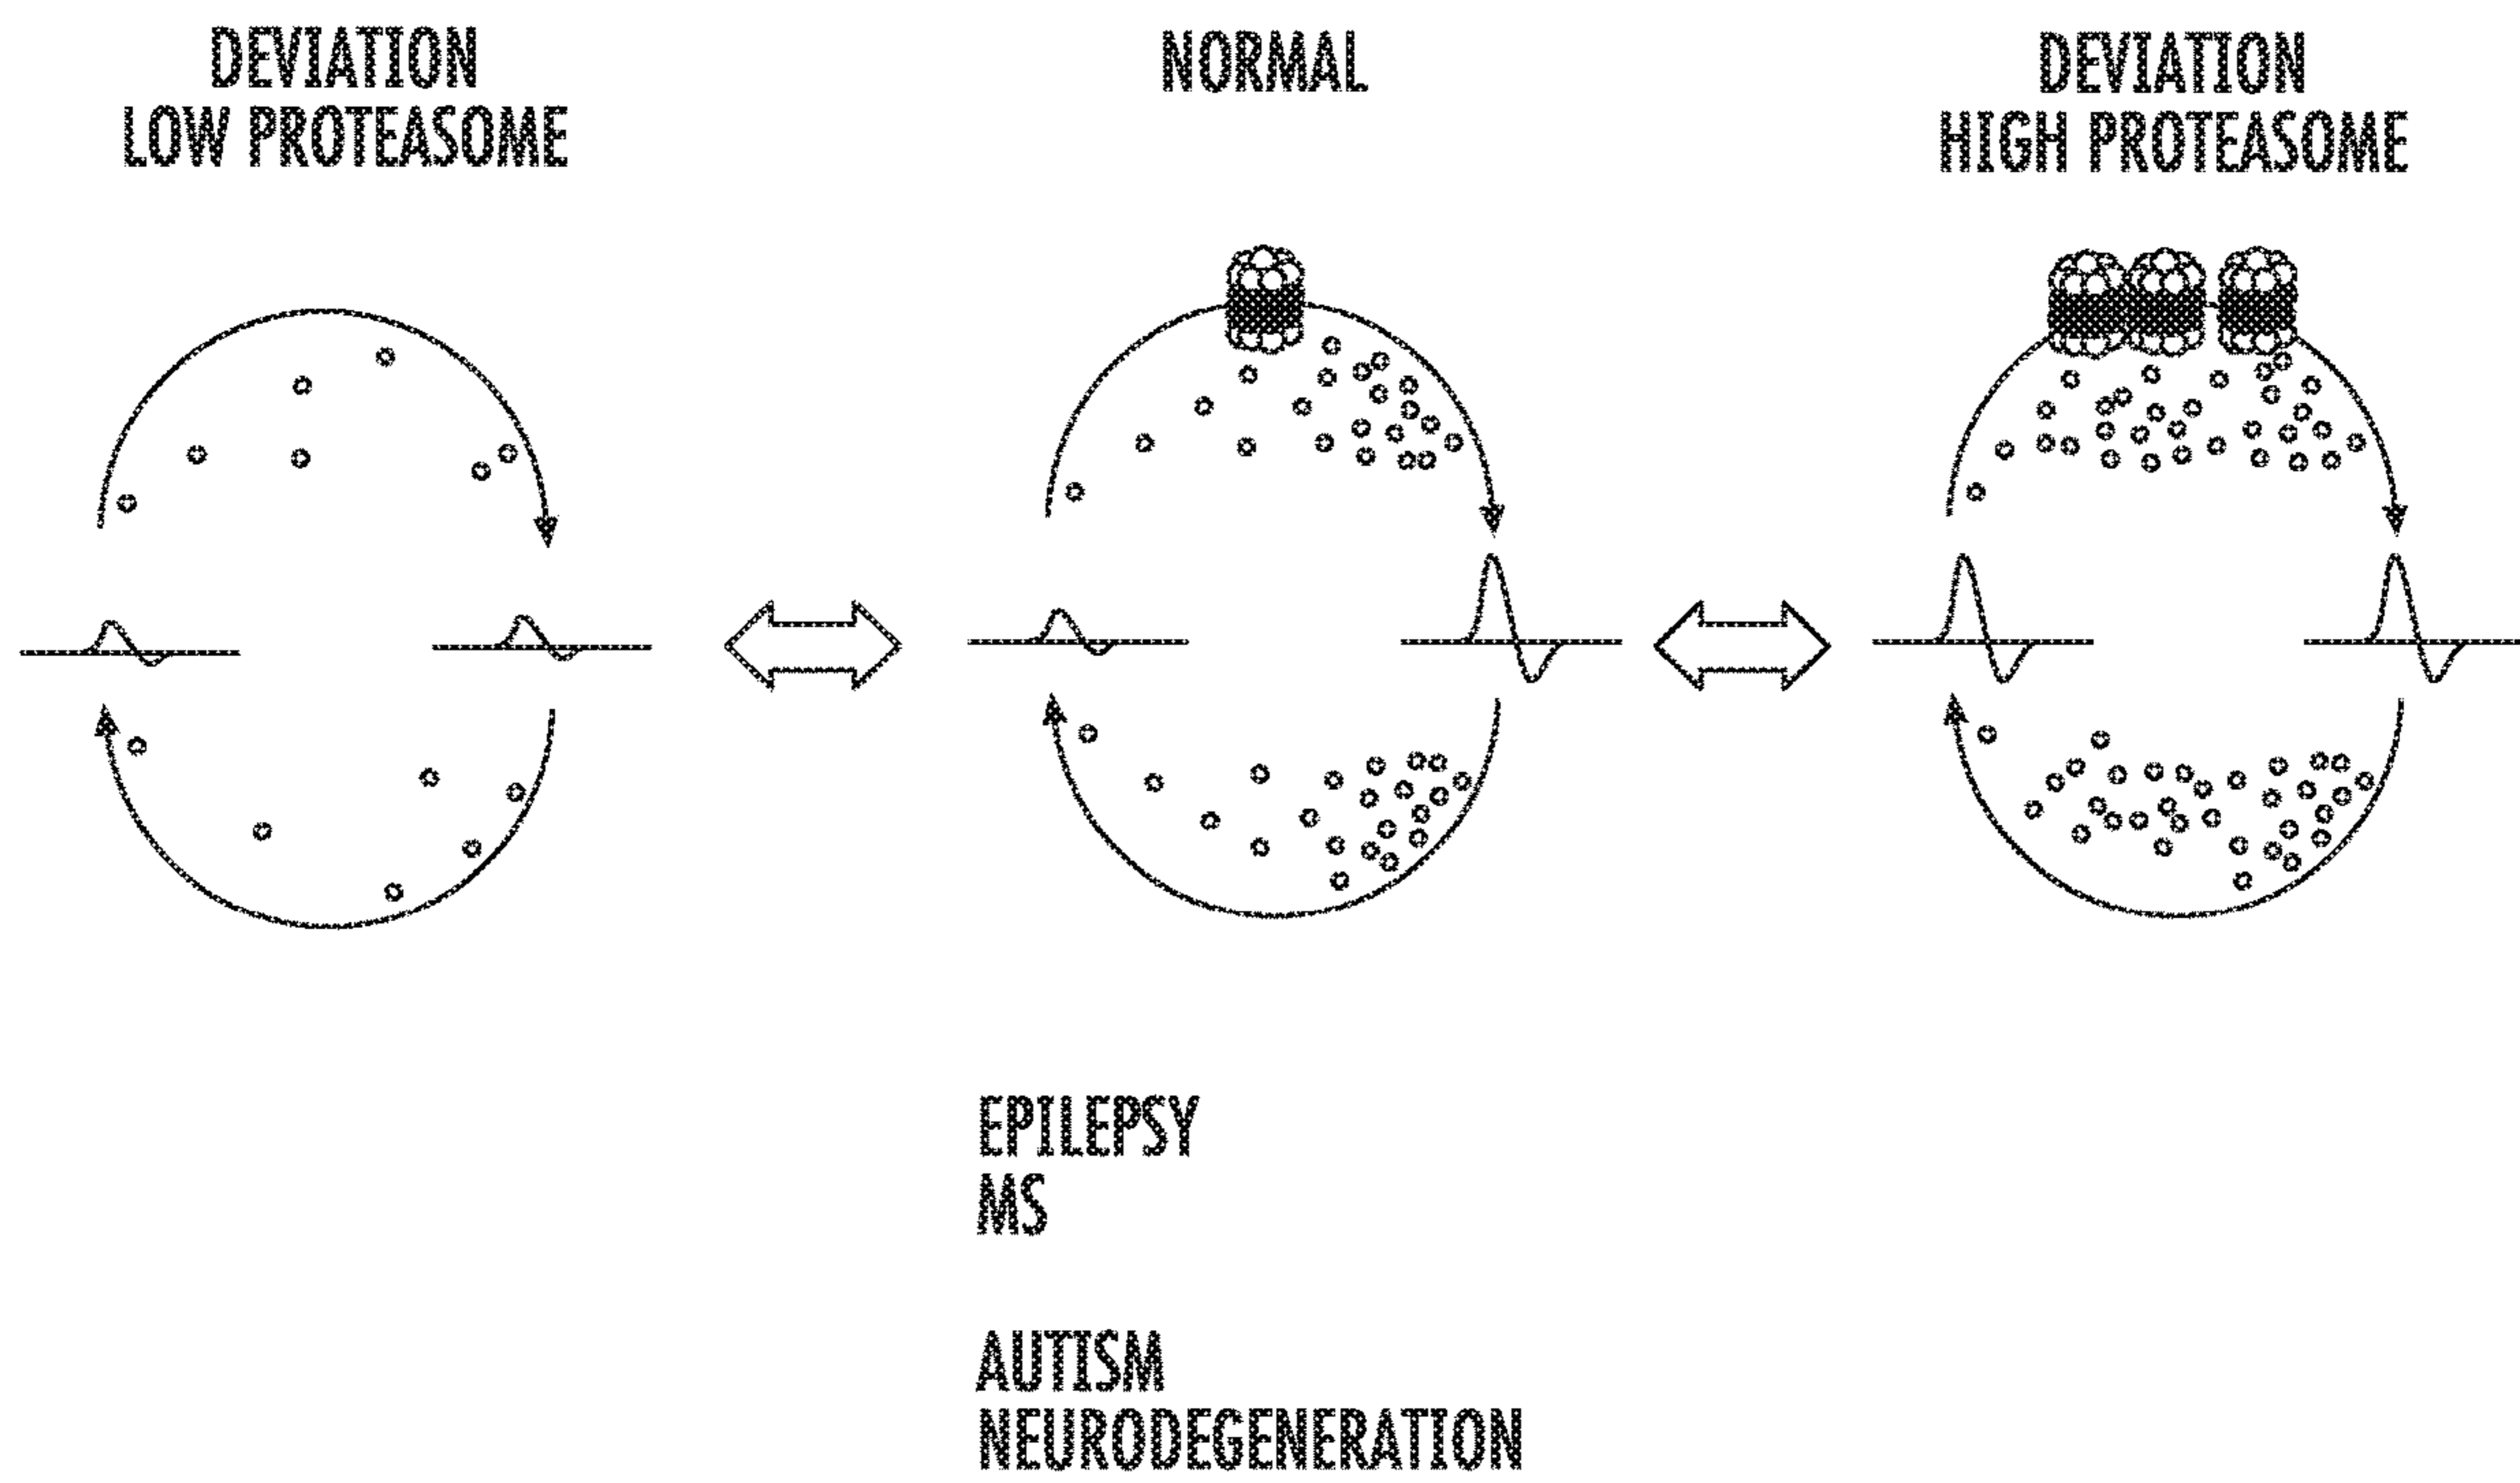 DEVIATION
LOW PROTEASOME
NORMAL
DEVIATION
HIGH PROTEASOME
EPILEPSY
MS
AUTISM
NEURODEGENERATION